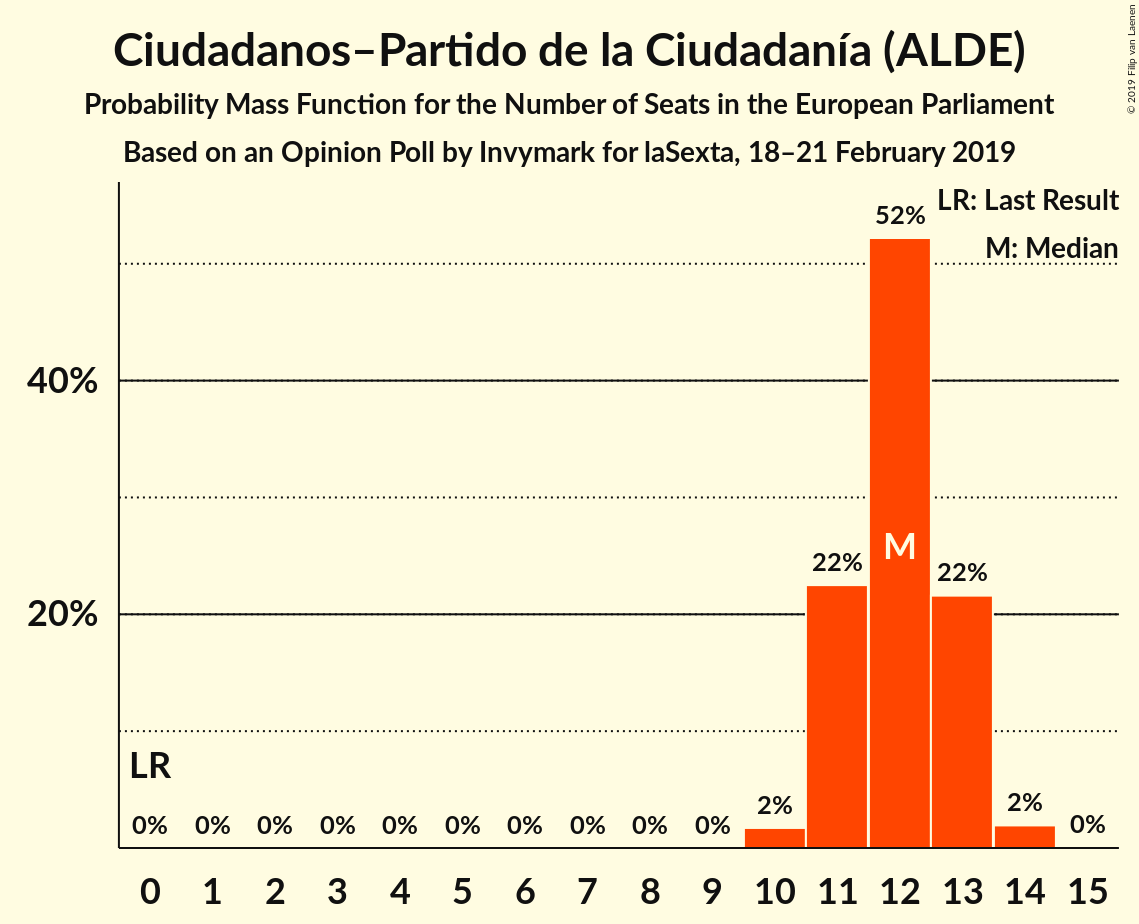 Ciudadanos–Partido de la Ciudadanía (ALDE)
Probability Mass Function for the Number of Seats in the European Parliament
Based on an Opinion Poll by Invymark for laSexta, 18–21 February 2019
© 2019 Filip van Laenen
LR: Last Result
M: Median
52%
40%
M
22%
22%
20%
LR
0% 0% 0% 0% 0% 0% 0% 0% 0% 0% 2% 2% 0%
0 1 2 3 4 5 6 7 8 9 10 11 12 13 14 15